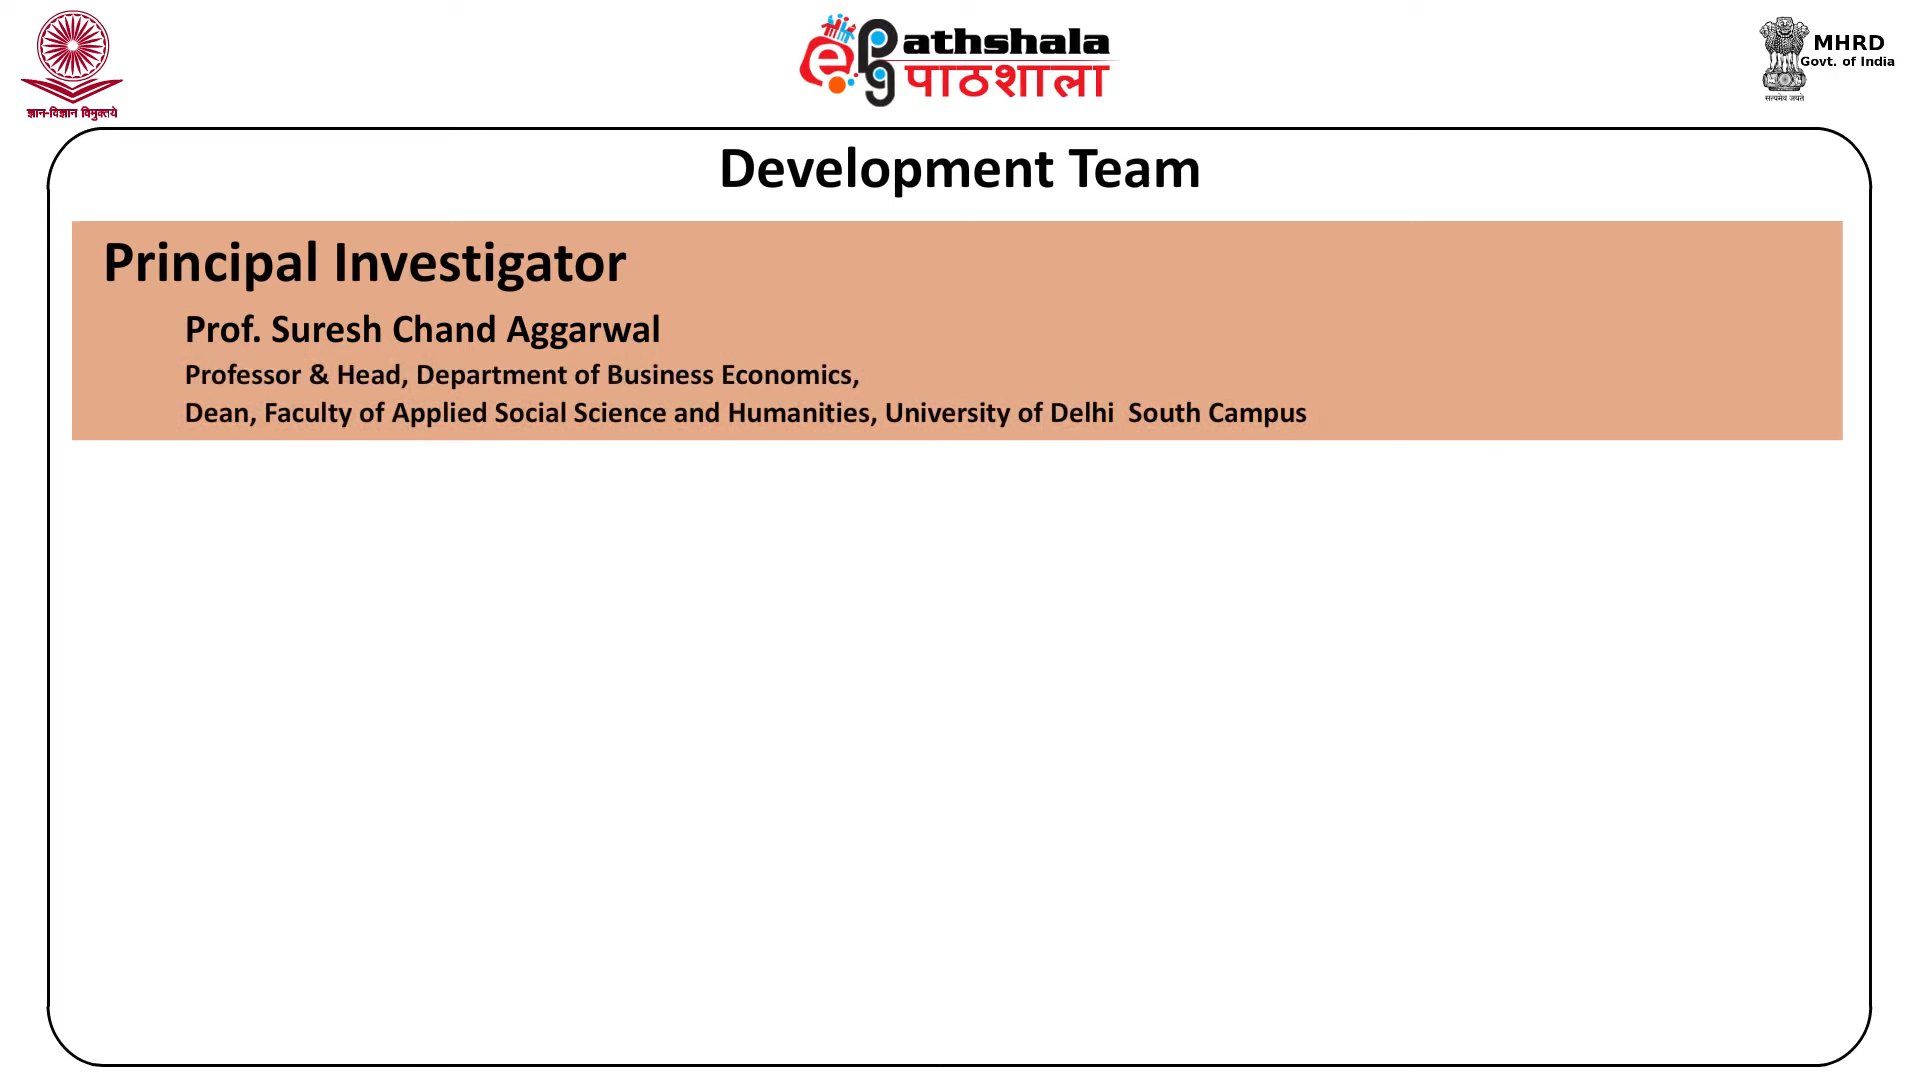 ज्ञान-विज्ञान विमुक्तये
e
pg
athshala
पाठशाला
सत्यमेव जयते
MHRD
Govt. of India
Development Team
Principal Investigator
Prof. Suresh Chand Aggarwal
Professor & Head, Department of Business Economics,
Dean, Faculty of Applied Social Science and Humanities, University of Delhi  South Campus